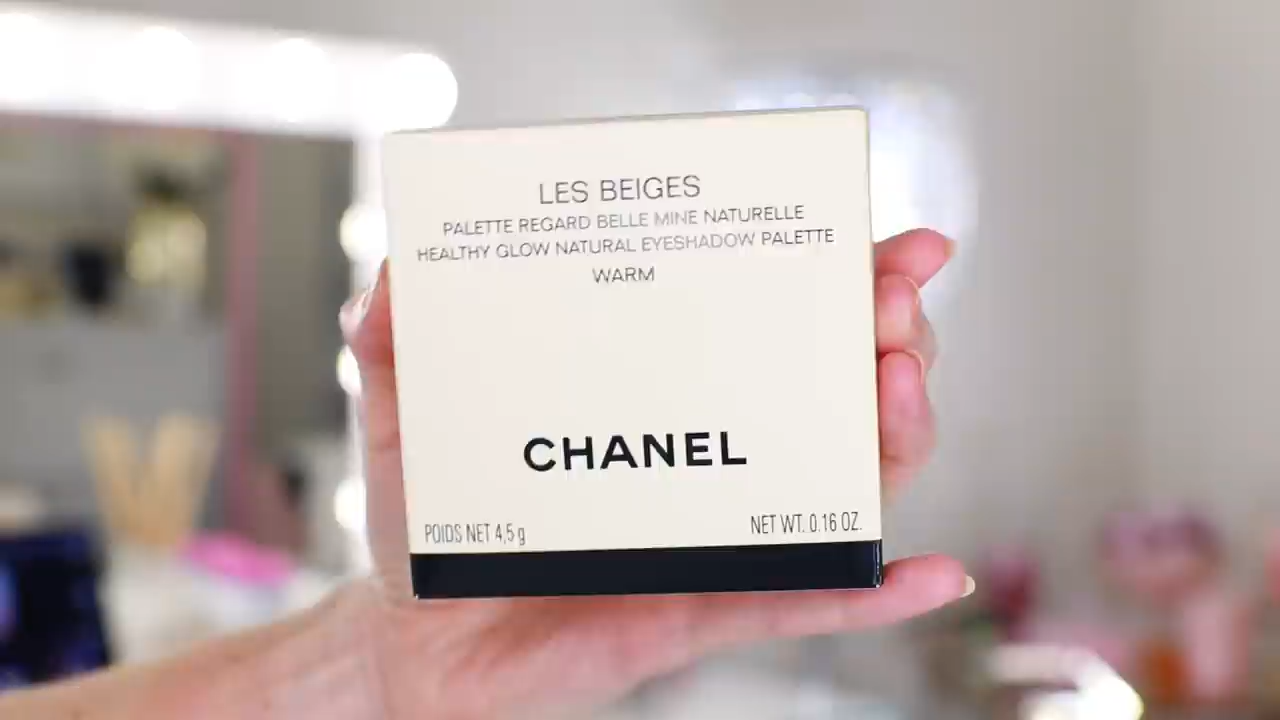 LES BEIGES
PALETTE REGARD BELLE MINE NATURELLE
HEALTHY GLOW NATURAL EYESHADOW PALETTE
WARM
CHANEL
POIDS NET 4,5 g NET WT. 0.16 OZ.